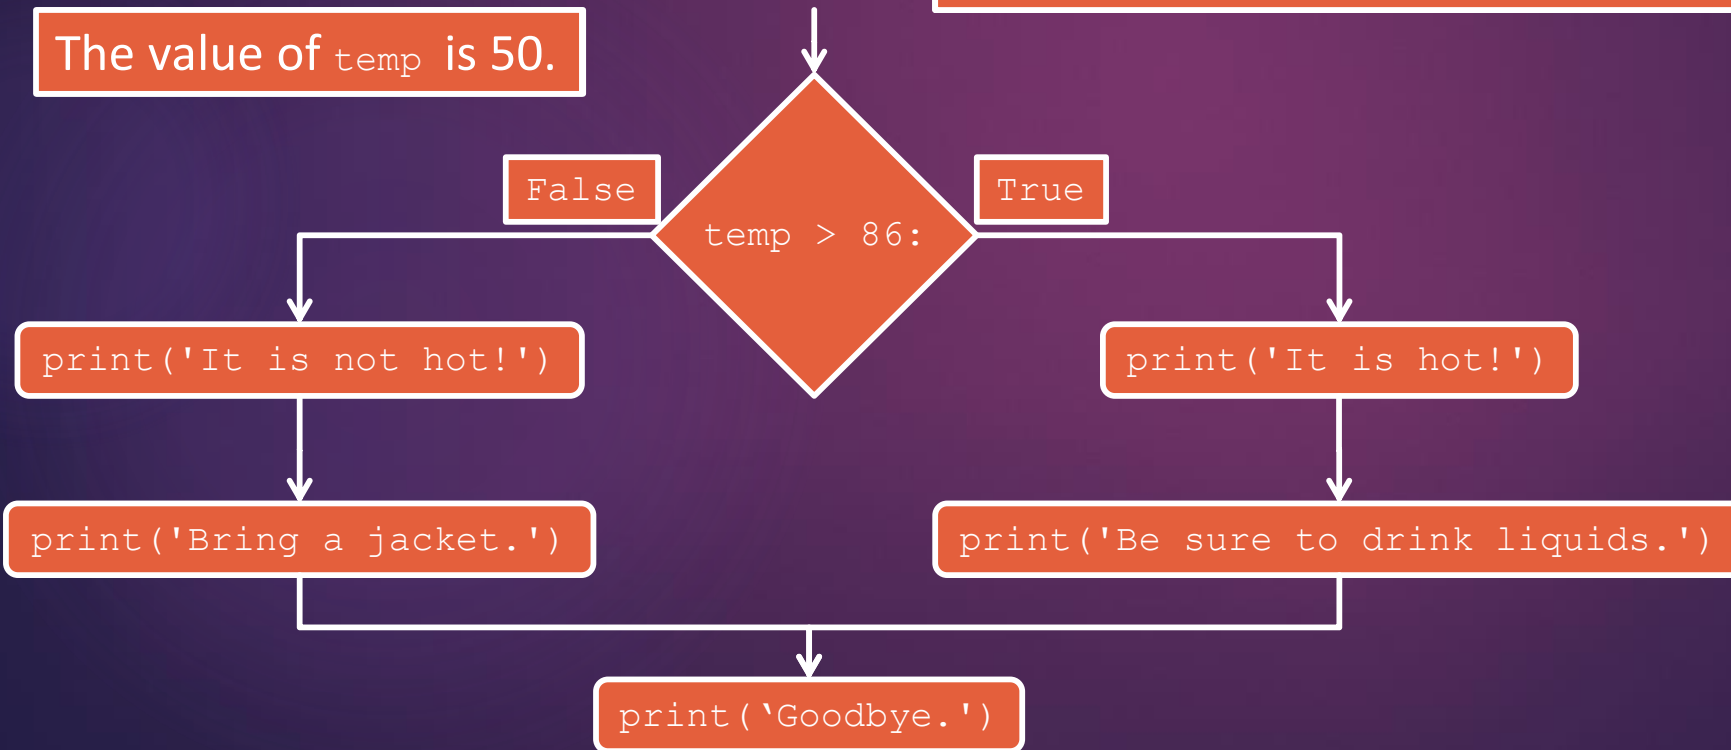 The value of temp is 50.
False
True
temp > 86:
print('It is not hot!')
print('It is hot!')
print('Bring a jacket.')
print('Be sure to drink liquids.')
print(‘Goodbye.')